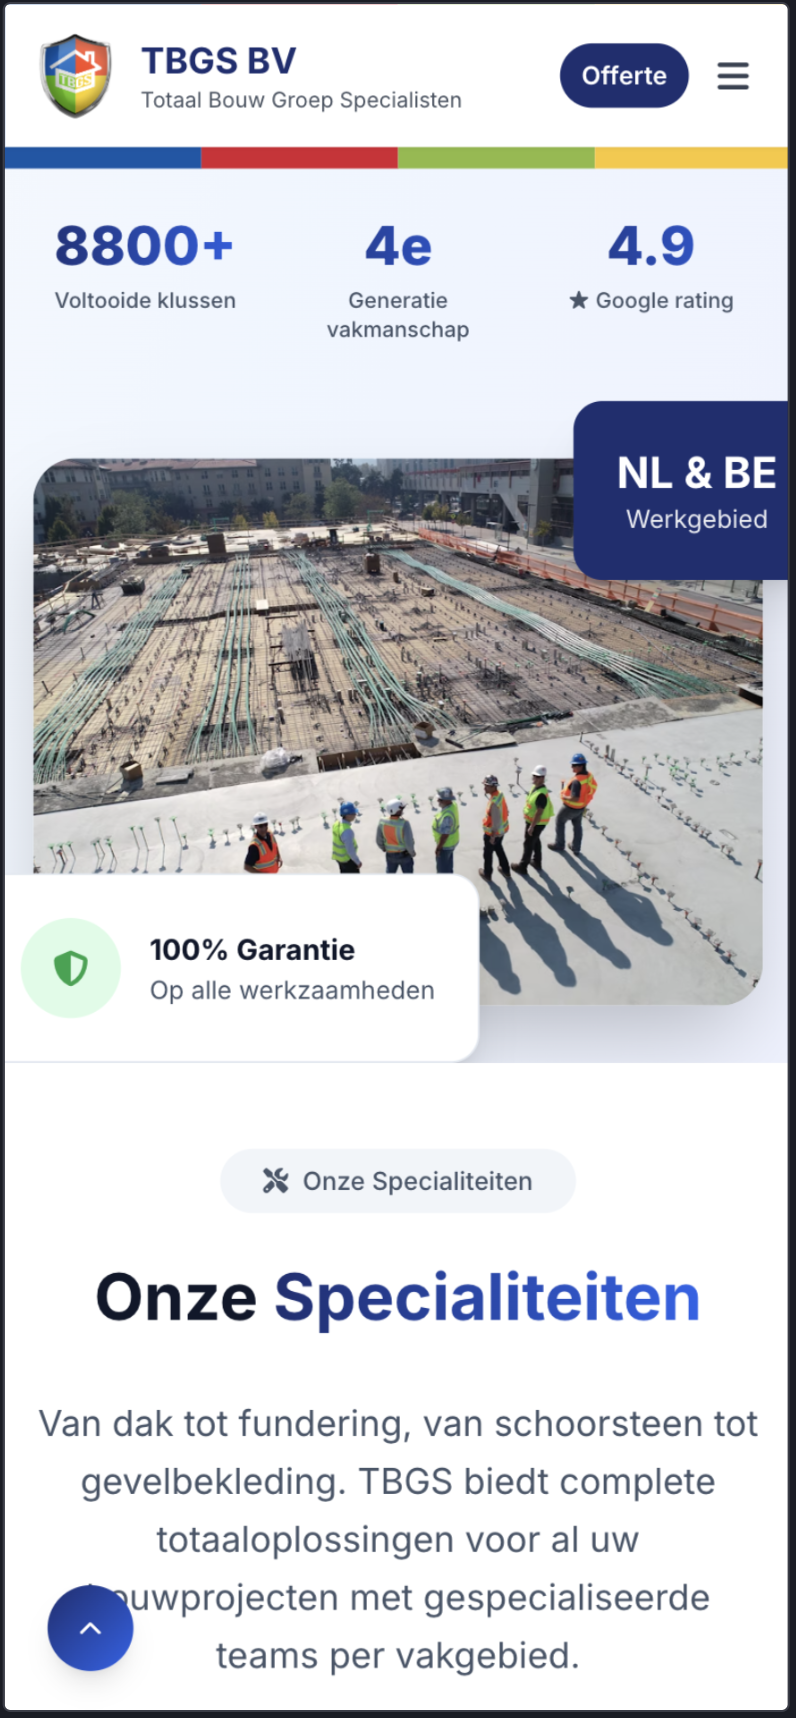 TBGS BV
Totaal Bouw Groep Specialisten
TBGS
Offerte
8800+
Voltooide klussen
4e
Generatie
vakmanschap
4.9
★ Google rating
NL & BE
Werkgebied
100% Garantie
Op alle werkzaamheden
Onze Specialiteiten
Onze Specialiteiten
Van dak tot fundering, van schoorsteen tot
gevelbekleding. TBGS biedt complete
totaaloplossingen voor al uw
ouwprojecten met gespecialiseerde
teams per vakgebied.